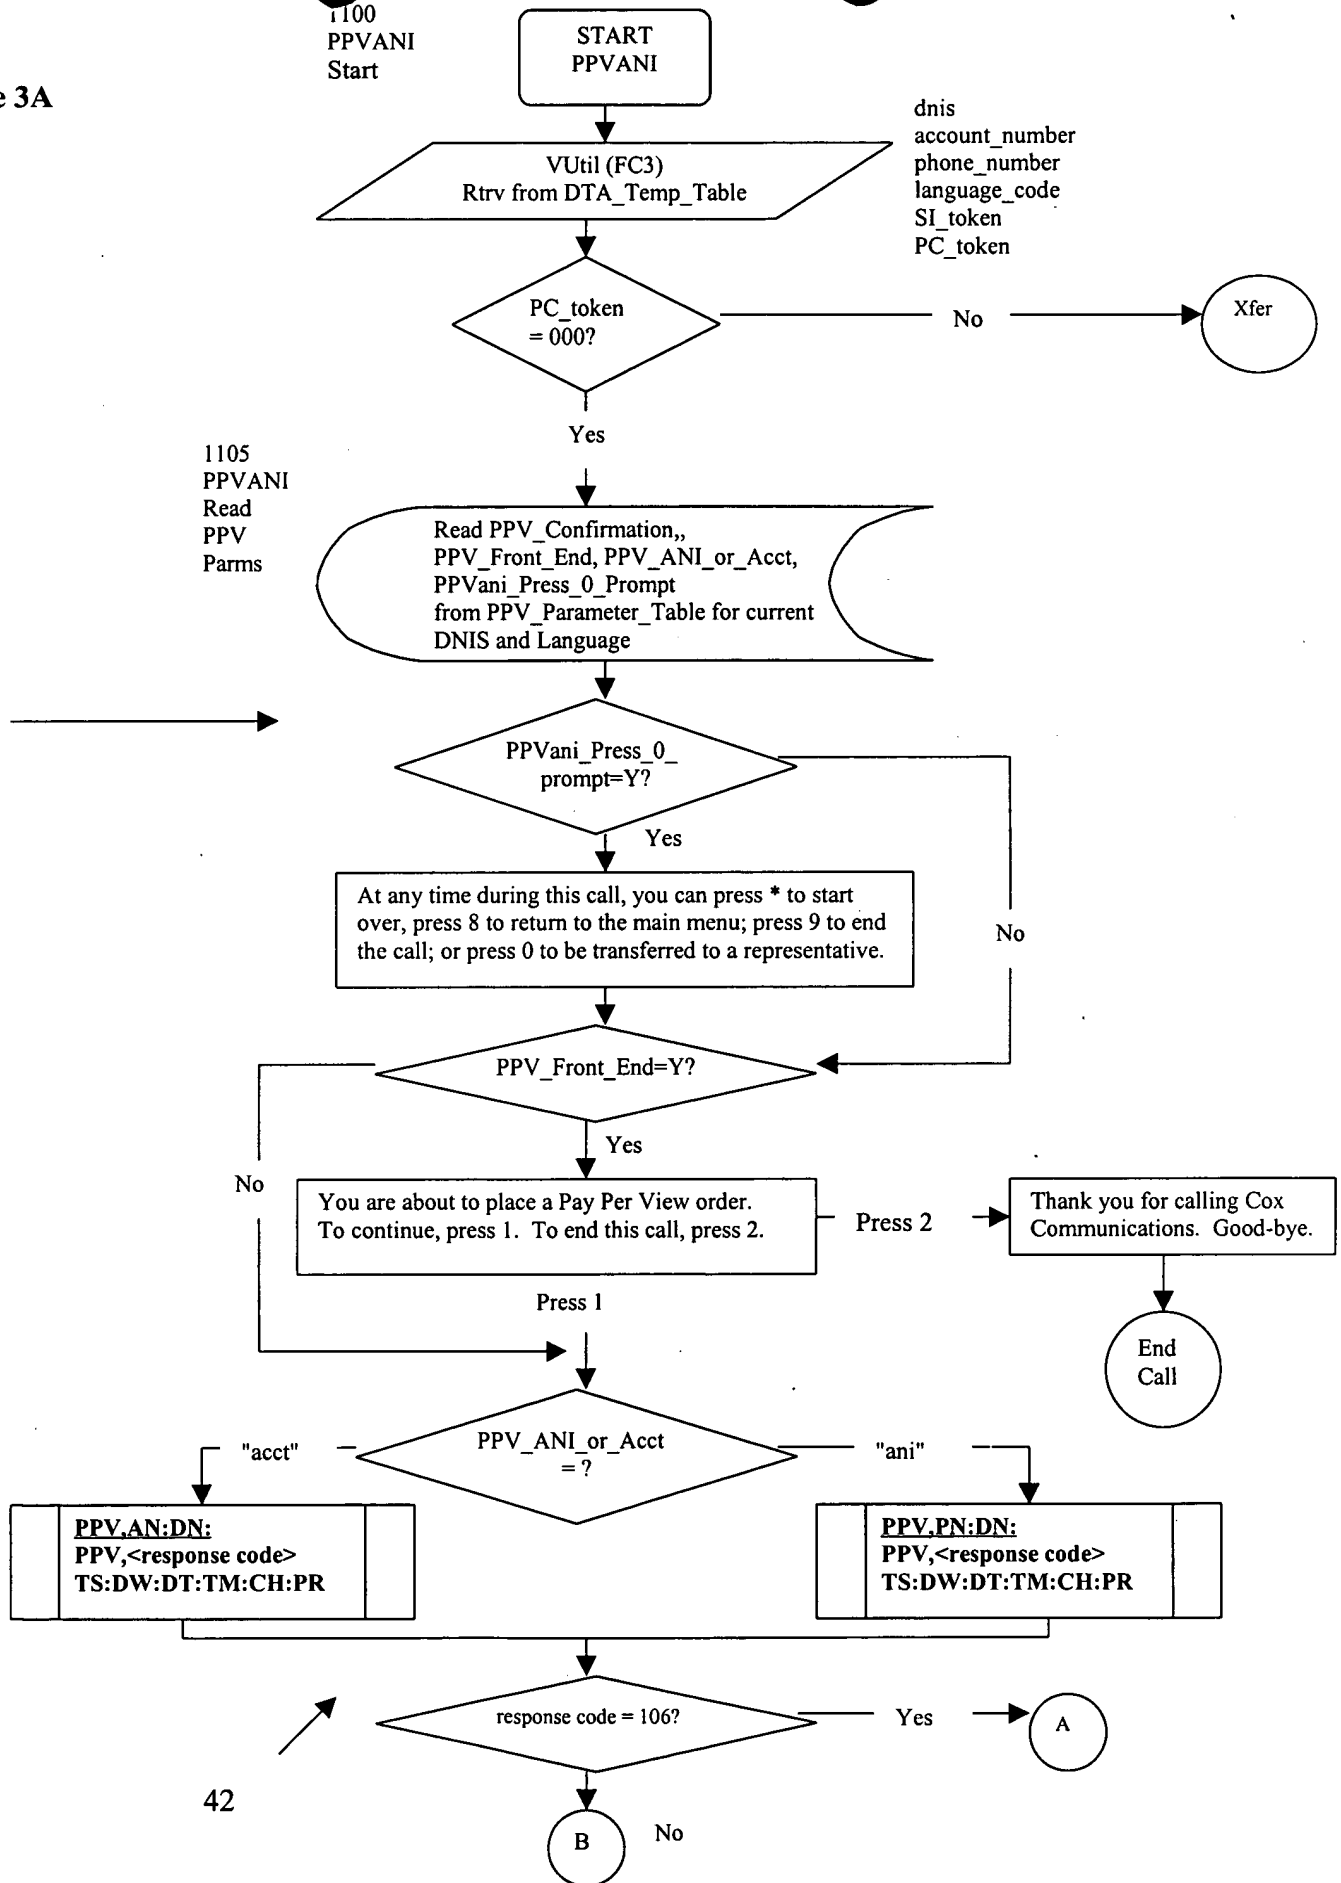 1100
PPVANI
Start
START
PPVANI
3A
dnis
account_number
phone_number
language_code
SI_token
PC_token
VUtil (FC3)
Rtrv from DTA_Temp_Table
PC_token
= 000?
No
Xfer
Yes
1105
PPVANI
Read
PPV
Parms
Read PPV_Confirmation,,
PPV_Front_End, PPV_ANI_or_Acct,
PPVani_Press_0_Prompt
from PPV_Parameter_Table for current
DNIS and Language
PPVani_Press_0_
prompt=Y?
Yes
At any time during this call, you can press * to start
over, press 8 to return to the main menu; press 9 to end
the call; or press 0 to be transferred to a representative.
No
PPV_Front_End=Y?
Yes
No
You are about to place a Pay Per View order.
To continue, press 1. To end this call, press 2.
Press 2
Thank you for calling Cox
Communications. Good-bye.
Press 1
End
Call
PPV_ANI_or_Acct
= ?
"acct"
"ani"
PPV,AN:DN:
PPV,<response code>
TS:DW:DT:TM:CH:PR
PPV,PN:DN:
PPV,<response code>
TS:DW:DT:TM:CH:PR
response code = 106?
Yes
A
42
B
No